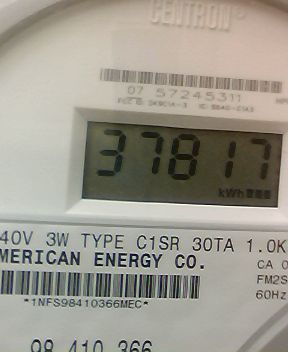 CENTRON®
07 57245311
37817
kWh
40V 3W TYPE C1SR 30TA 1.0K
MERICAN ENERGY CO.
CA 0
FM2S
60Hz
*1NFS98410366MEC*
98 410 366